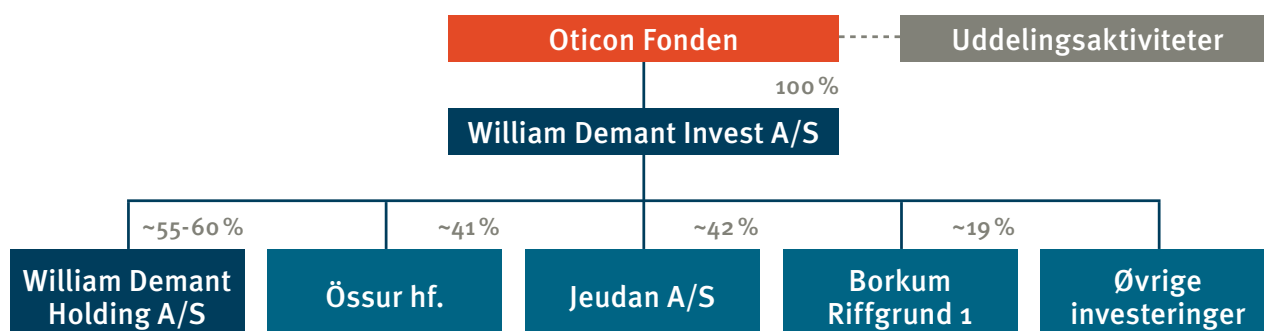 Oticon Fonden
Uddelingsaktiviteter
100 %
William Demant Invest A/S
~55-60 %
~41 %
~42 %
~19 %
William Demant
Holding A/S
Össur hf.
Jeudan A/S
Borkum
Riffgrund 1
Øvrige
investeringer